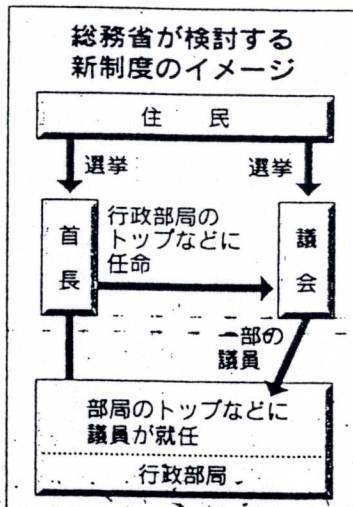 総務省が検討する
新制度のイメージ
住民
選挙
選挙
首長
行政部局の
トップなどに
任命
議会
一部の
議員
部局のトップなどに
議員が就任
行政部局